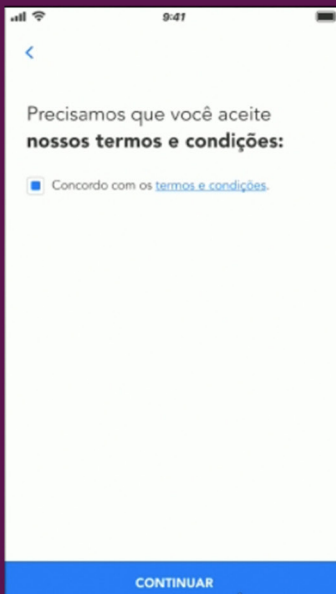 9:41
Precisamos que você aceite
nossos termos e condições:
Concordo com os termos e condições.
CONTINUAR